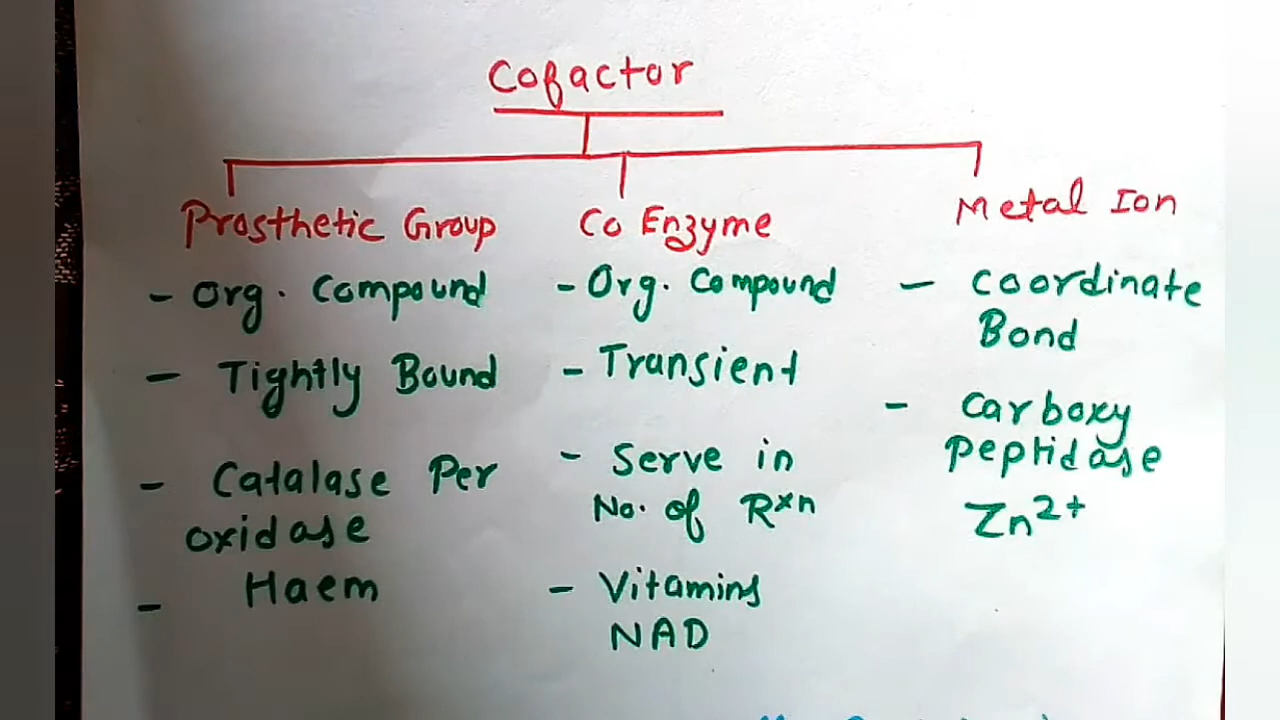 Cofactor
Prosthetic Group
- Org. Compound
- Tightly Bound
- Catalase Per
oxidase
- Haem
Co Enzyme
- Org. Compound
- Transient
- Serve in
No. of Rxn
- Vitamins
NAD
Metal Ion
- Coordinate
Bond
- Carboxy
peptidase
Zn2+